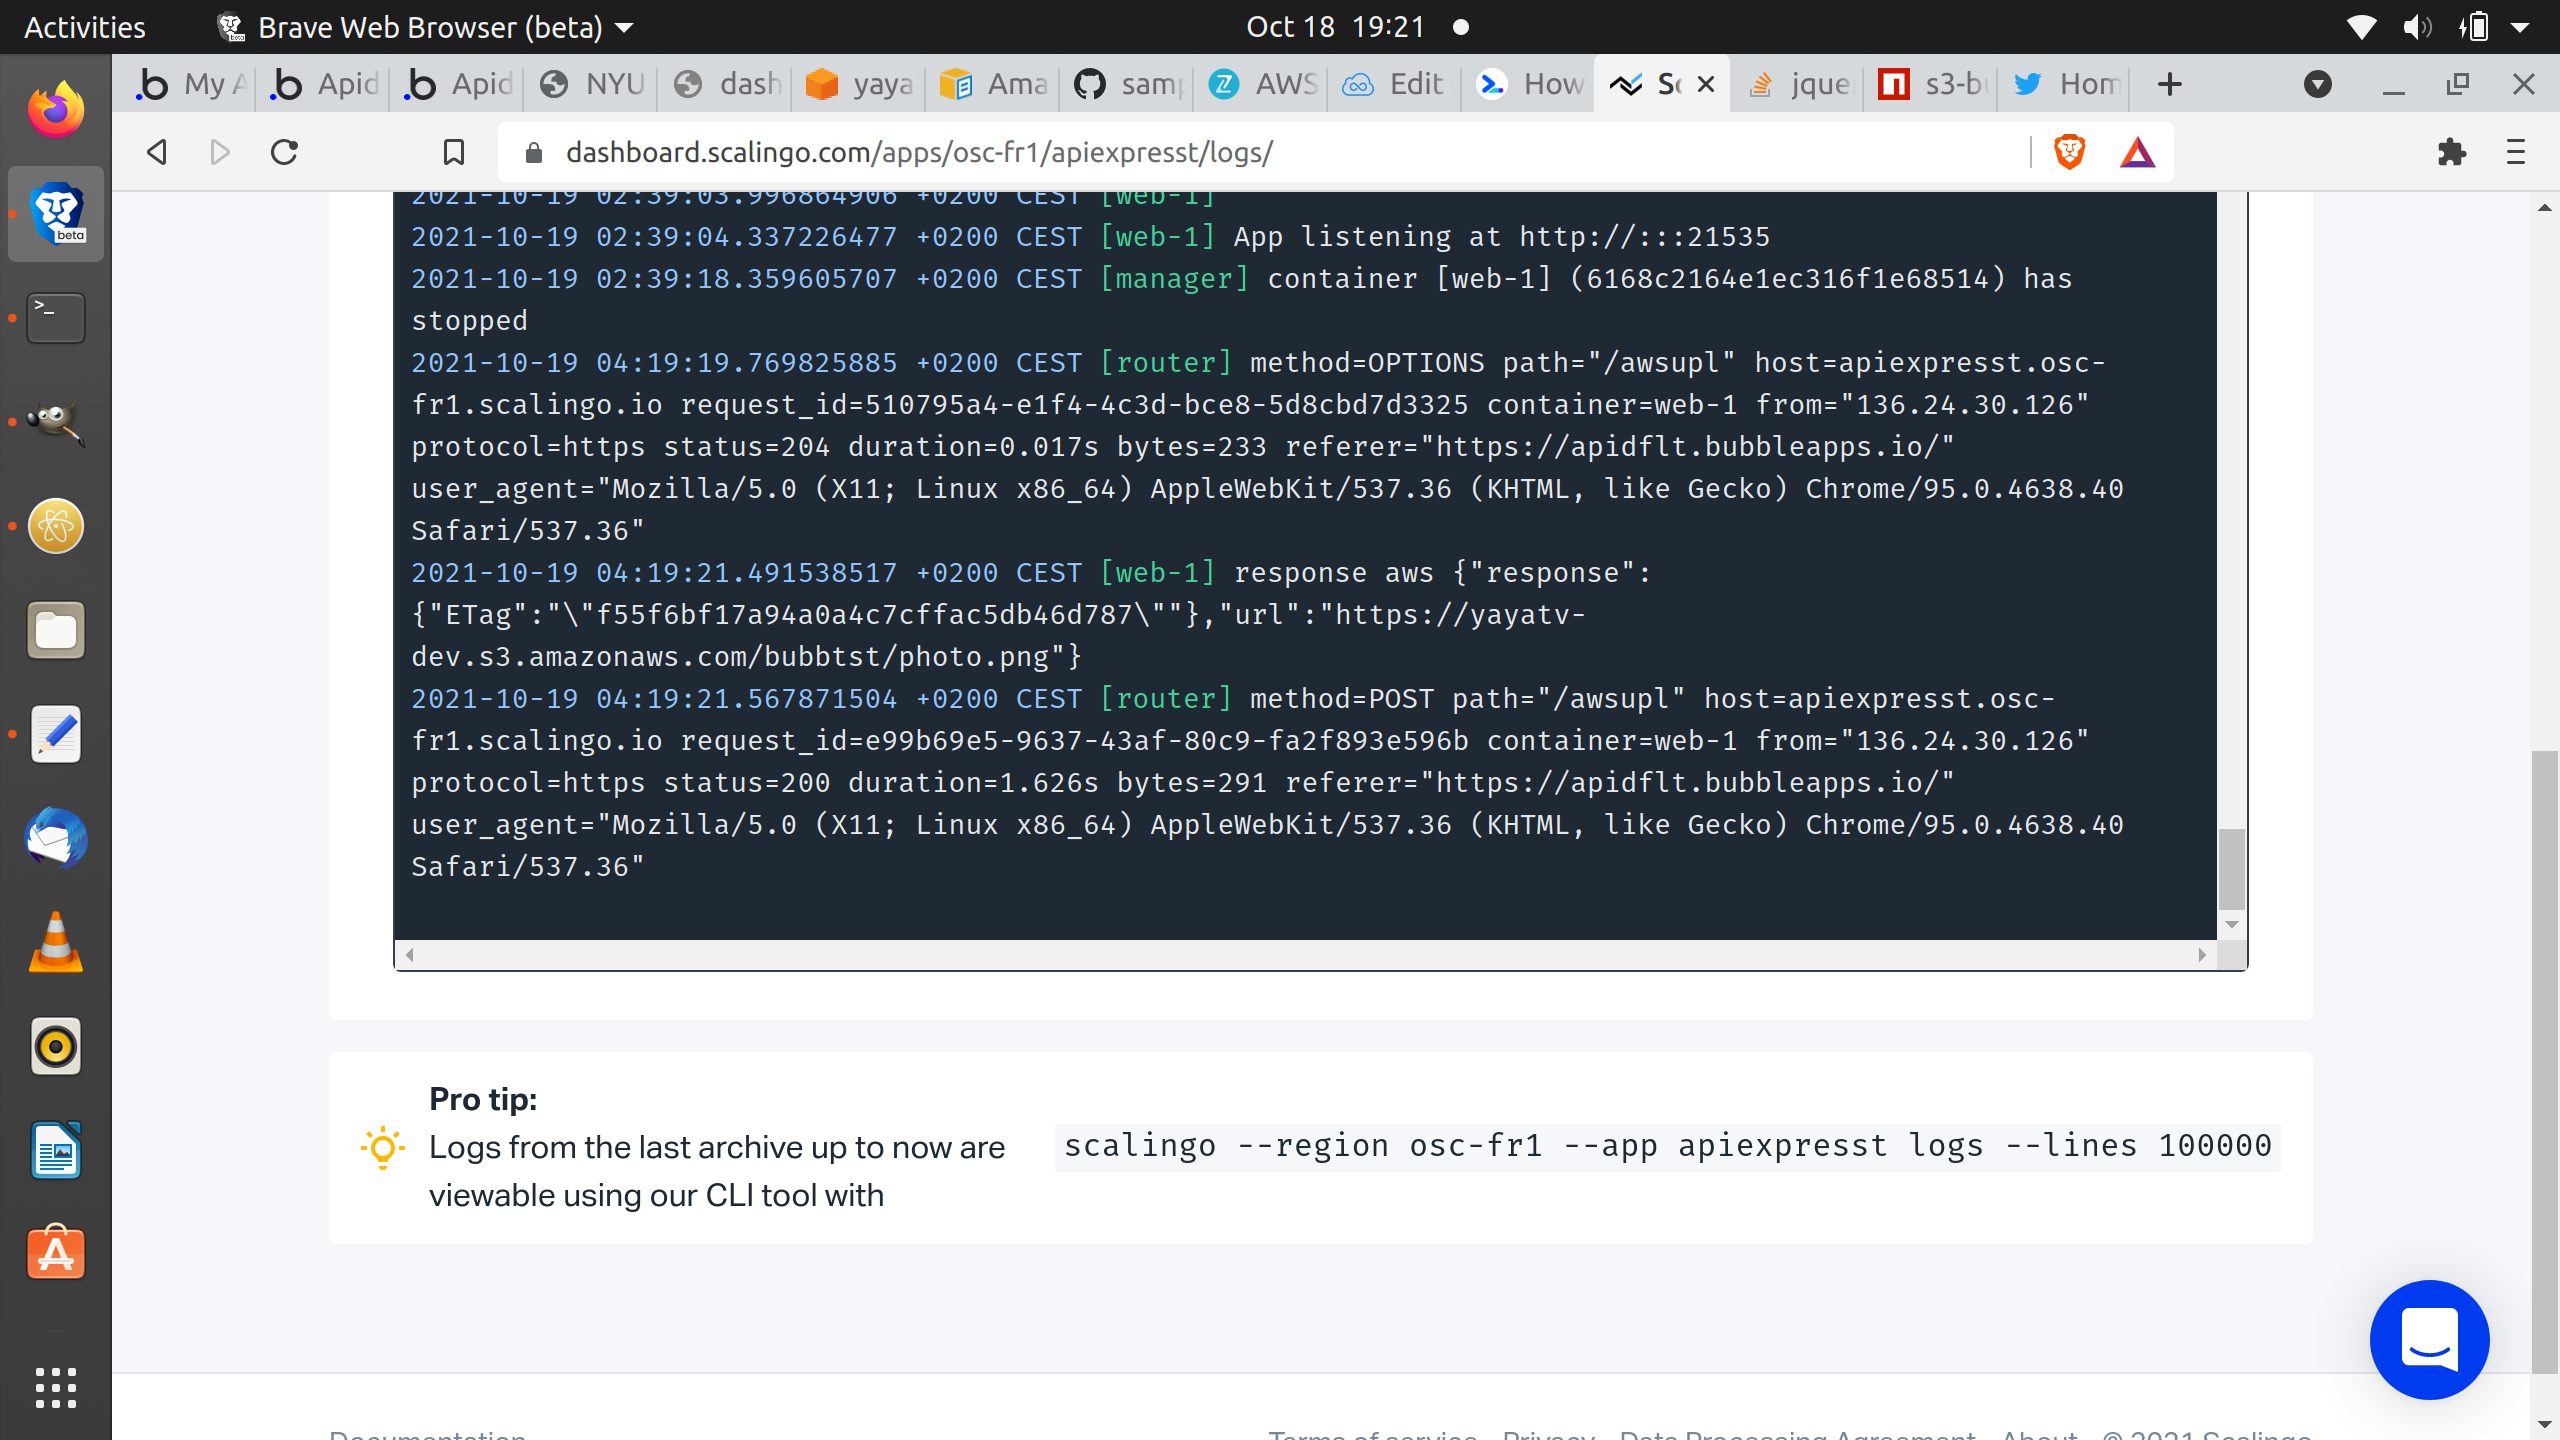 Activities
Brave Web Browser (beta)
Oct 18 19:21
My A
Apid
Apid
NYU
dash
yaya
Ama
samp
AWS
Edit
How
Sc
jque
s3-bu
Hom
dashboard.scalingo.com/apps/osc-fr1/apiexpresst/logs/
beta
2021-10-19 02:39:03.996864906 +0200 CEST [web-1]
2021-10-19 02:39:04.337226477 +0200 CEST [web-1] App listening at http://:::21535
2021-10-19 02:39:18.359605707 +0200 CEST [manager] container [web-1] (6168c2164e1ec316f1e68514) has
stopped
2021-10-19 04:19:19.769825885 +0200 CEST [router] method=OPTIONS path="/awsupl" host=apiexpresst.osc-
fr1.scalingo.io request_id=510795a4-e1f4-4c3d-bce8-5d8cbd7d3325 container=web-1 from="136.24.30.126"
protocol=https status=204 duration=0.017s bytes=233 referer="https://apidflt.bubbleapps.io/"
user_agent="Mozilla/5.0 (X11; Linux x86_64) AppleWebKit/537.36 (KHTML, like Gecko) Chrome/95.0.4638.40
Safari/537.36"
2021-10-19 04:19:21.491538517 +0200 CEST [web-1] response aws {"response":
{"ETag":"\"f55f6bf17a94a0a4c7cffac5db46d787\""},"url":"https://yayatv-
dev.s3.amazonaws.com/bubbtst/photo.png"}
2021-10-19 04:19:21.567871504 +0200 CEST [router] method=POST path="/awsupl" host=apiexpresst.osc-
fr1.scalingo.io request_id=e99b69e5-9637-43af-80c9-fa2f893e596b container=web-1 from="136.24.30.126"
protocol=https status=200 duration=1.626s bytes=291 referer="https://apidflt.bubbleapps.io/"
user_agent="Mozilla/5.0 (X11; Linux x86_64) AppleWebKit/537.36 (KHTML, like Gecko) Chrome/95.0.4638.40
Safari/537.36"
Pro tip:
Logs from the last archive up to now are
viewable using our CLI tool with
scalingo --region osc-fr1 --app apiexpresst logs --lines 100000
Documentation
Terms of service Privacy Data Processing Agreement About © 2021 Scalingo